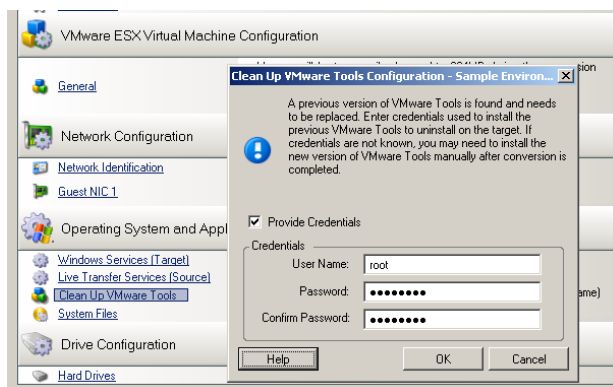 VMware ESX Virtual Machine Configuration
General
Clean Up VMware Tools Configuration - Sample Environ...
A previous version of VMware Tools is found and needs
to be replaced. Enter credentials used to install the
previous VMware Tools to uninstall on the target. If
credentials are not known, you may need to install the
new version of VMware Tools manually after conversion is
completed.
Provide Credentials
Credentials
User Name: root
Password: ●●●●●●●●
Confirm Password: ●●●●●●●●
Help OK Cancel
Network Configuration
Network Identification
Guest NIC 1
Operating System and Appl
Windows Services (Target)
Live Transfer Services (Source)
Clean Up VMware Tools
ame)
System Files
Drive Configuration
Hard Drives